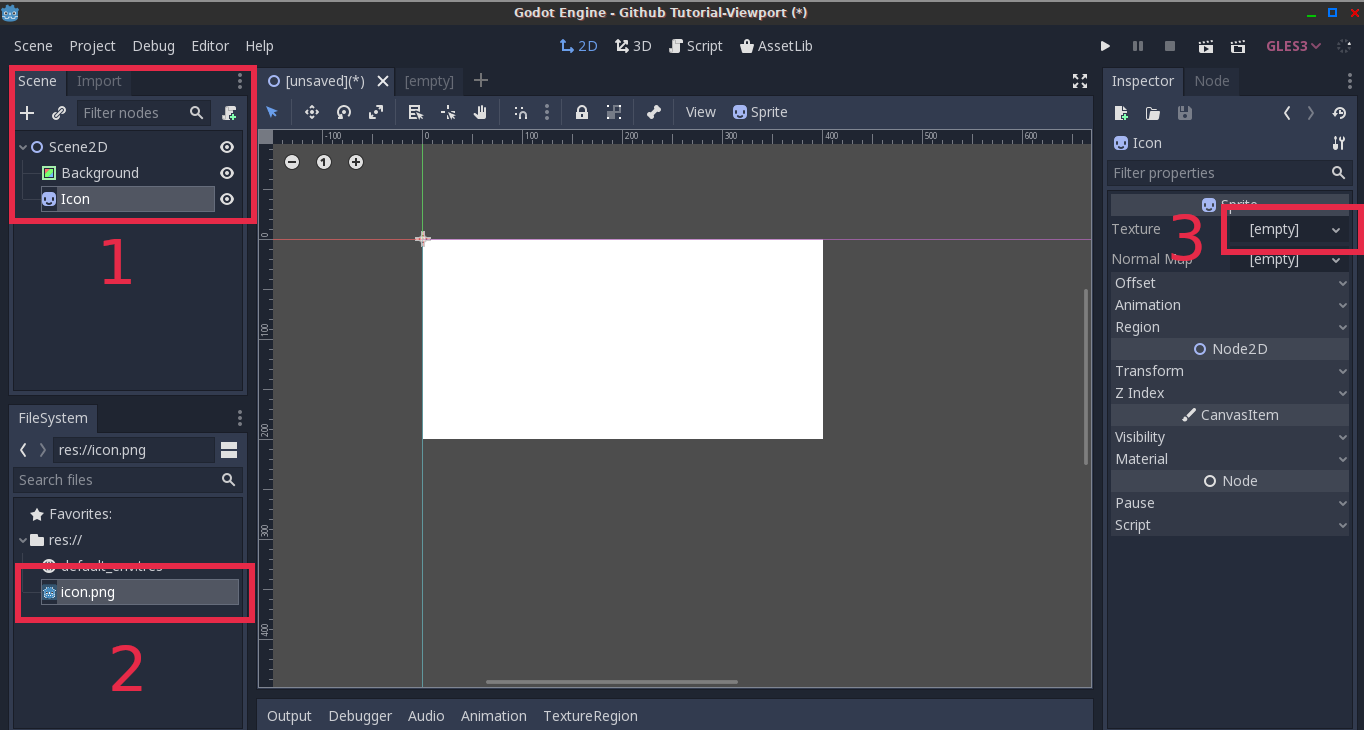 Godot Engine - Github Tutorial-Viewport (*)
Scene Project Debug Editor Help
2D 3D Script AssetLib
GLES3
Scene Import
Filter nodes
Scene2D
Background
Icon
1
FileSystem
res://icon.png
Search files
Favorites:
res://
default_env.tres
icon.png
2
[unsaved](*) [empty]
View Sprite
-100 0 100 200 300 400 500 600
1
0
100
200
300
400
Output Debugger Audio Animation TextureRegion
Inspector Node
Icon
Filter properties
Sprite
Texture [empty]
3
Normal Map [empty]
Offset
Animation
Region
Node2D
Transform
Z Index
CanvasItem
Visibility
Material
Node
Pause
Script